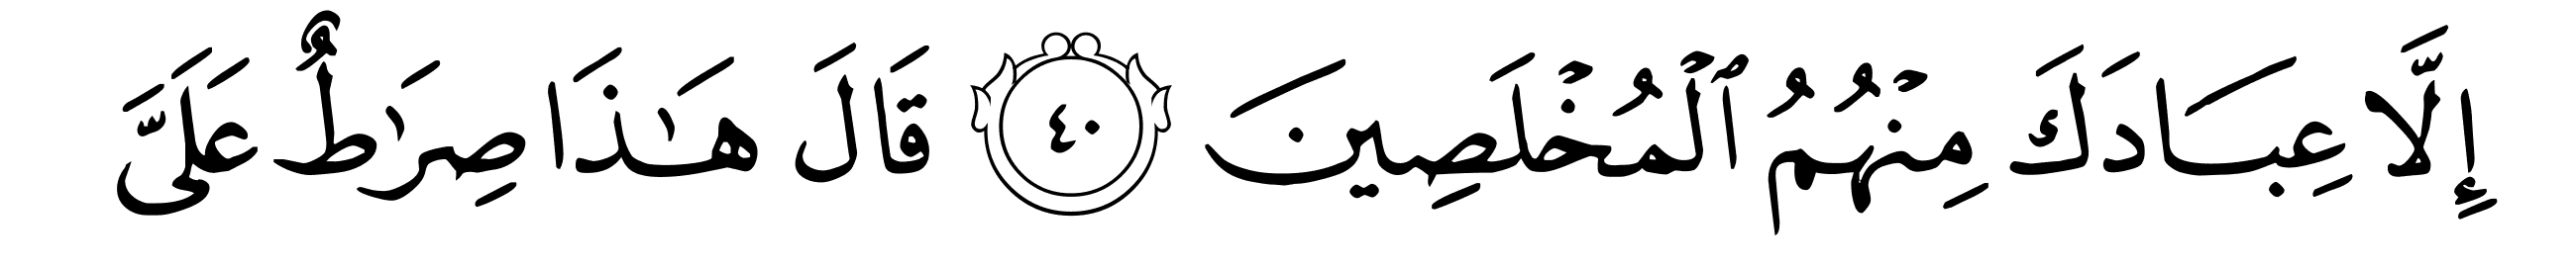 إِلَّا عِبَادَكَ مِنْهُمُ ٱلْمُخْلَصِينَ ٤٠ قَالَ هَـٰذَا صِرَٰطٌ عَلَىَّ